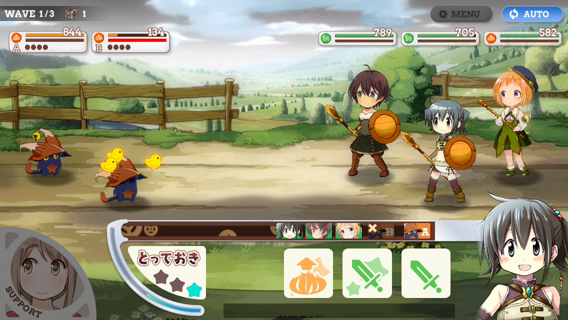 WAVE 1/3 1
MENU
AUTO
844
A
134
B
789
705
582
B
A
とっておき
SUPPORT